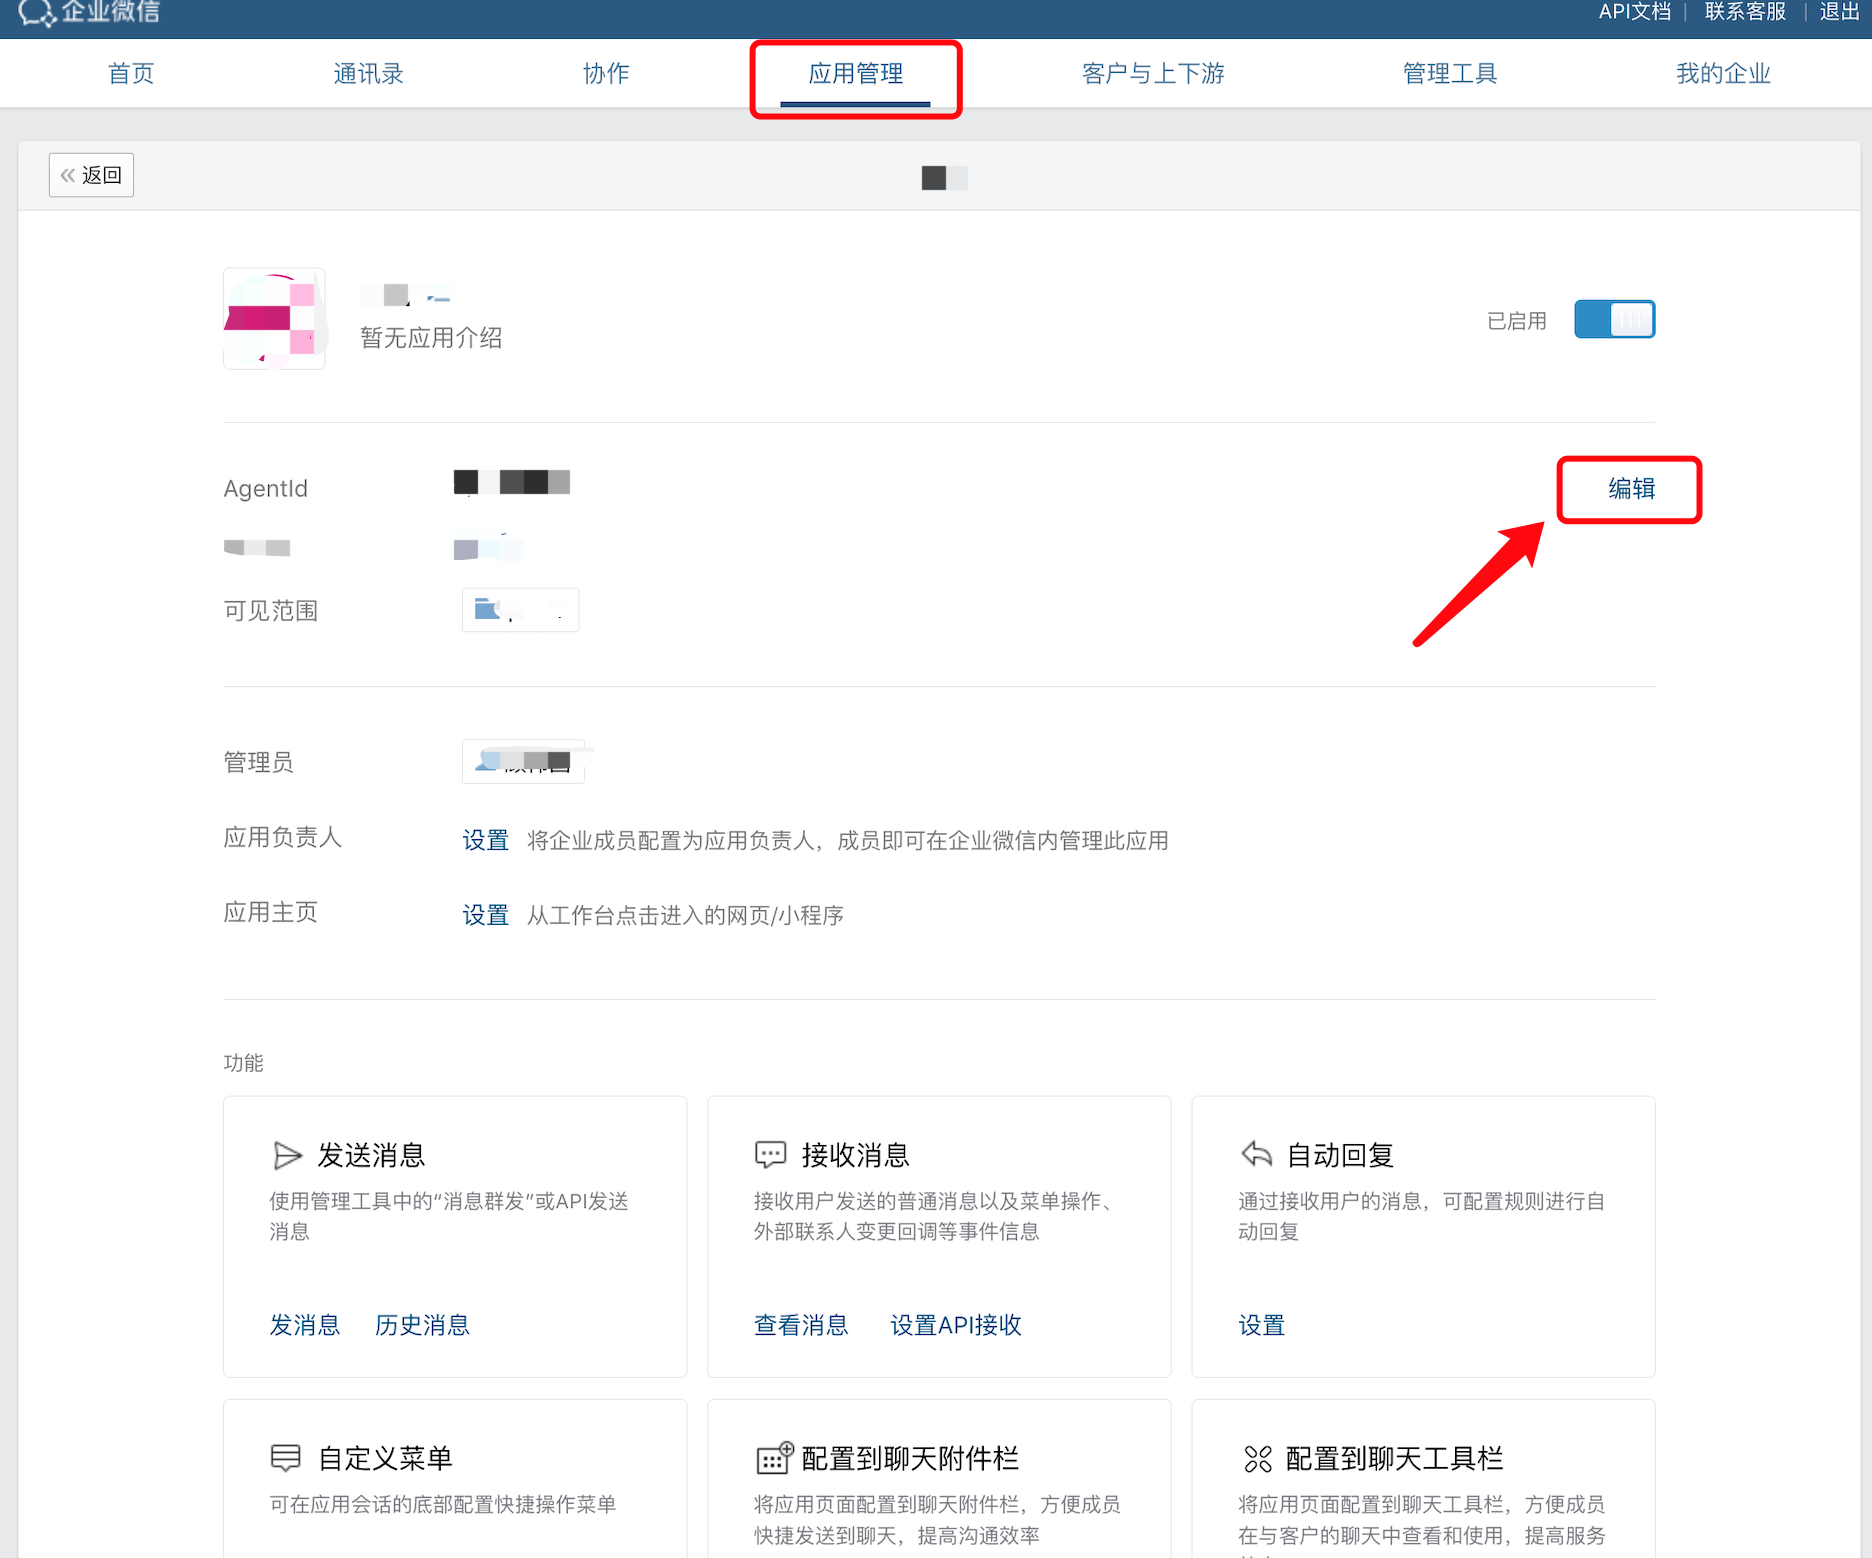 企业微信
API文档 | 联系客服 | 退出
首页 通讯录 协作 应用管理 客户与上下游 管理工具 我的企业
« 返回
暂无应用介绍
已启用
AgentId
编辑
可见范围
管理员
应用负责人 设置 将企业成员配置为应用负责人，成员即可在企业微信内管理此应用
应用主页 设置 从工作台点击进入的网页/小程序
功能
发送消息
使用管理工具中的“消息群发”或API发送
消息
发消息 历史消息
接收消息
接收用户发送的普通消息以及菜单操作、
外部联系人变更回调等事件信息
查看消息 设置API接收
自动回复
通过接收用户的消息，可配置规则进行自
动回复
设置
自定义菜单
可在应用会话的底部配置快捷操作菜单
配置到聊天附件栏
将应用页面配置到聊天附件栏，方便成员
快捷发送到聊天，提高沟通效率
配置到聊天工具栏
将应用页面配置到聊天工具栏，方便成员
在与客户的聊天中查看和使用，提高服务